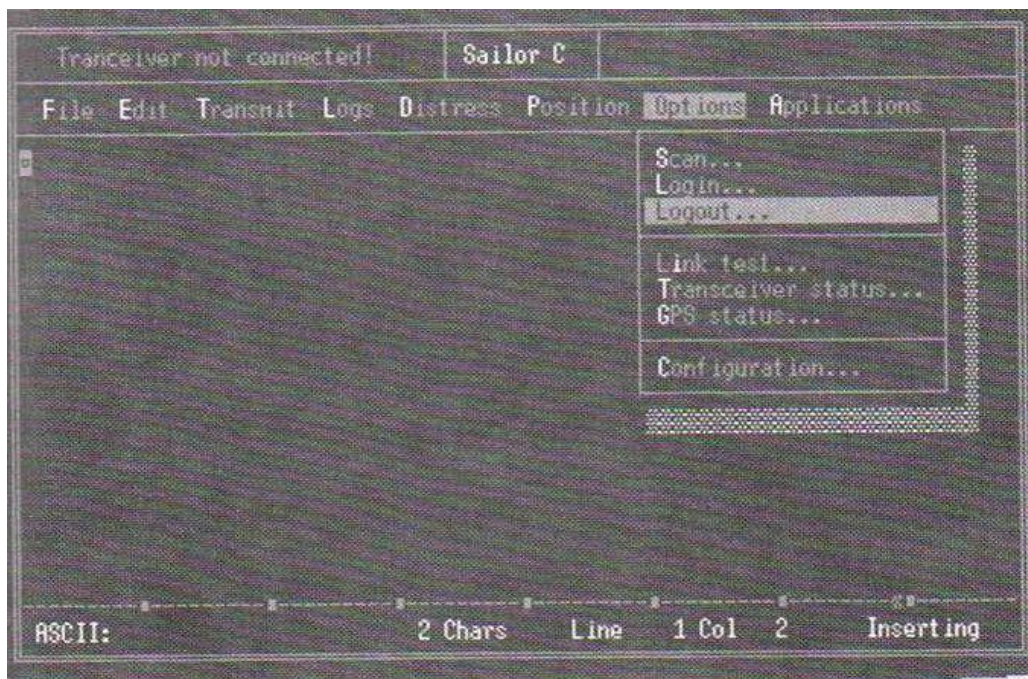 Tranceiver not connected! Sailor C
File Edit Transmit Logs Distress Position Options Applications
Scan...
Login...
Logout...
Link test...
Transceiver status...
GPS status...
Configuration...
ASCII: 2 Chars Line 1 Col 2 Inserting